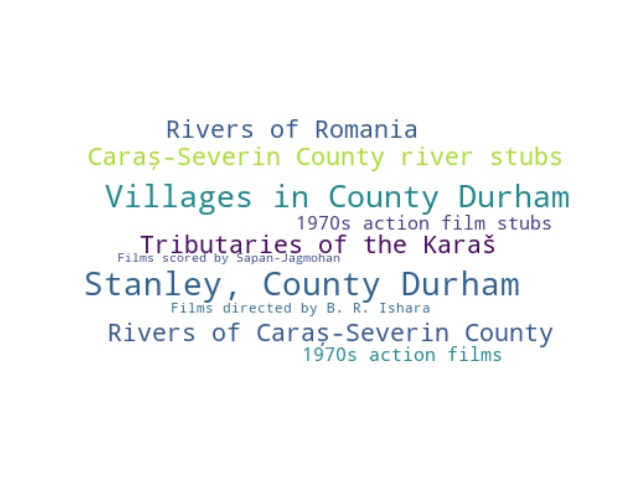 Rivers of Romania
Caraș-Severin County river stubs
Villages in County Durham
1970s action film stubs
Tributaries of the Karaš
Films scored by Sapan-Jagmohan
Stanley, County Durham
Films directed by B. R. Ishara
Rivers of Caraș-Severin County
1970s action films